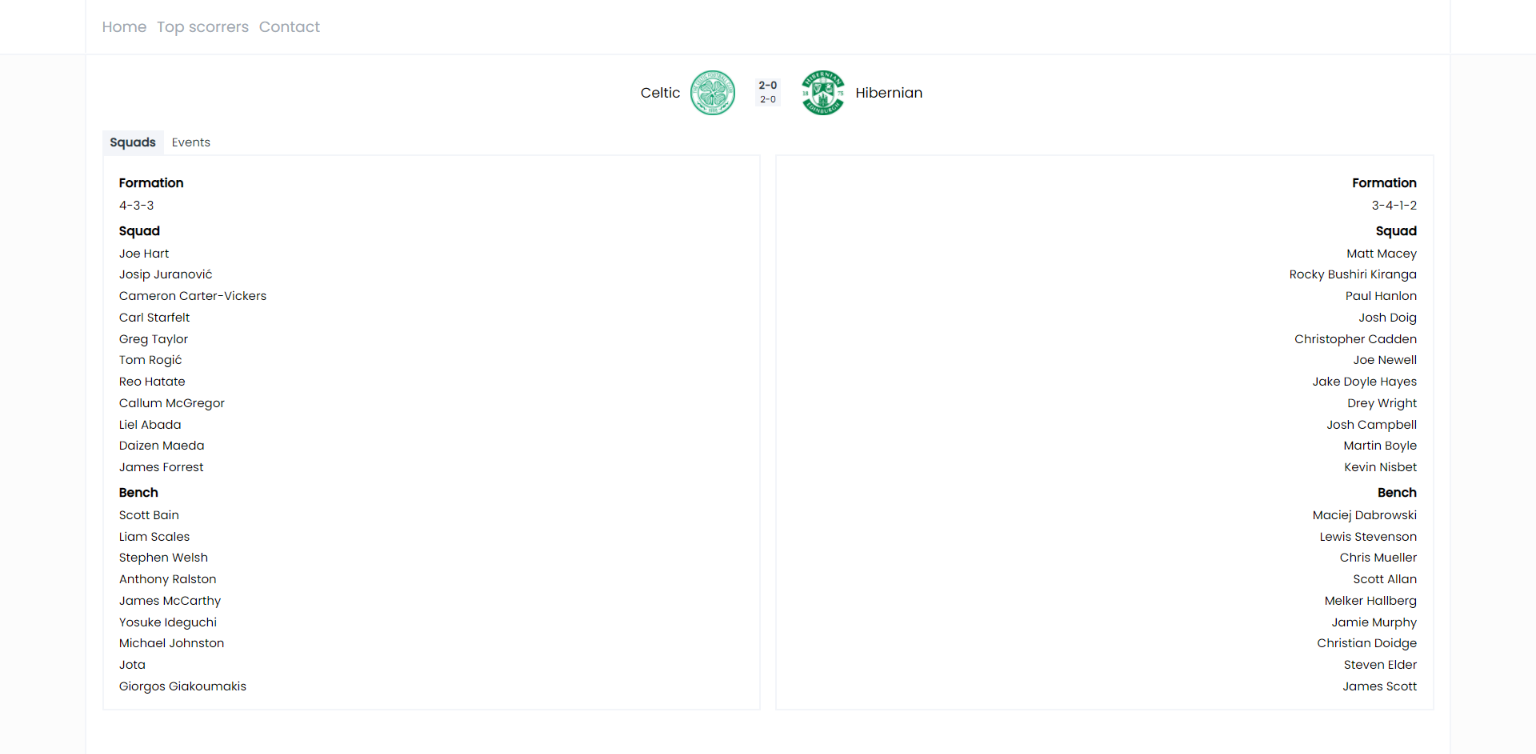 Home Top scorrers Contact
Celtic 2-0 Hibernian
2-0
HIBERNIAN
EDINBURGH
Squads Events
Formation
4-3-3
Squad
Joe Hart
Josip Juranović
Cameron Carter-Vickers
Carl Starfelt
Greg Taylor
Tom Rogić
Reo Hatate
Callum McGregor
Liel Abada
Daizen Maeda
James Forrest
Bench
Scott Bain
Liam Scales
Stephen Welsh
Anthony Ralston
James McCarthy
Yosuke Ideguchi
Michael Johnston
Jota
Giorgos Giakoumakis
Formation
3-4-1-2
Squad
Matt Macey
Rocky Bushiri Kiranga
Paul Hanlon
Josh Doig
Christopher Cadden
Joe Newell
Jake Doyle Hayes
Drey Wright
Josh Campbell
Martin Boyle
Kevin Nisbet
Bench
Maciej Dabrowski
Lewis Stevenson
Chris Mueller
Scott Allan
Melker Hallberg
Jamie Murphy
Christian Doidge
Steven Elder
James Scott